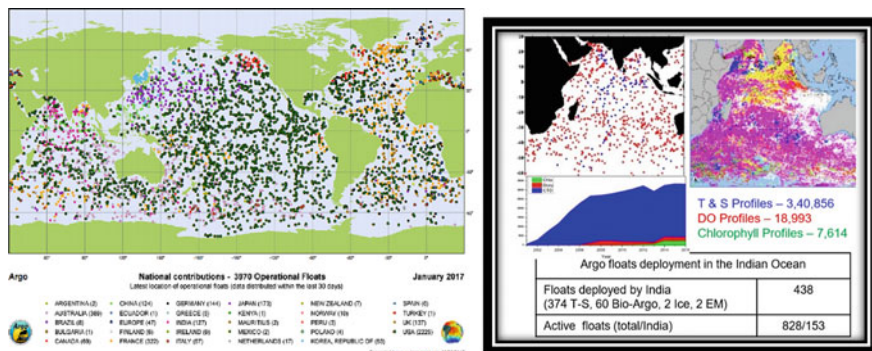 Argo
National contributions - 3970 Operational Floats
January 2017
Latest location of operational floats (data distributed within the last 30 days)
ARGENTINA (2) CHINA (124) GERMANY (144) JAPAN (173) NEW ZEALAND (7) SPAIN (6)
AUSTRALIA (369) ECUADOR (1) GREECE (5) KENYA (1) NORWAY (10) TURKEY (1)
BRAZIL (8) EUROPE (47) INDIA (137) MAURITIUS (2) PERU (3) UK (137)
BULGARIA (1) FINLAND (6) IRELAND (9) MEXICO (2) POLAND (4) USA (2225)
CANADA (69) FRANCE (322) ITALY (57) NETHERLANDS (17) KOREA, REPUBLIC OF (53)
T & S Profiles – 3,40,856
DO Profiles – 18,993
Chlorophyll Profiles – 7,614
Argo floats deployment in the Indian Ocean
Floats deployed by India 438
(374 T-S, 60 Bio-Argo, 2 Ice, 2 EM)
Active floats (total/India) 828/153